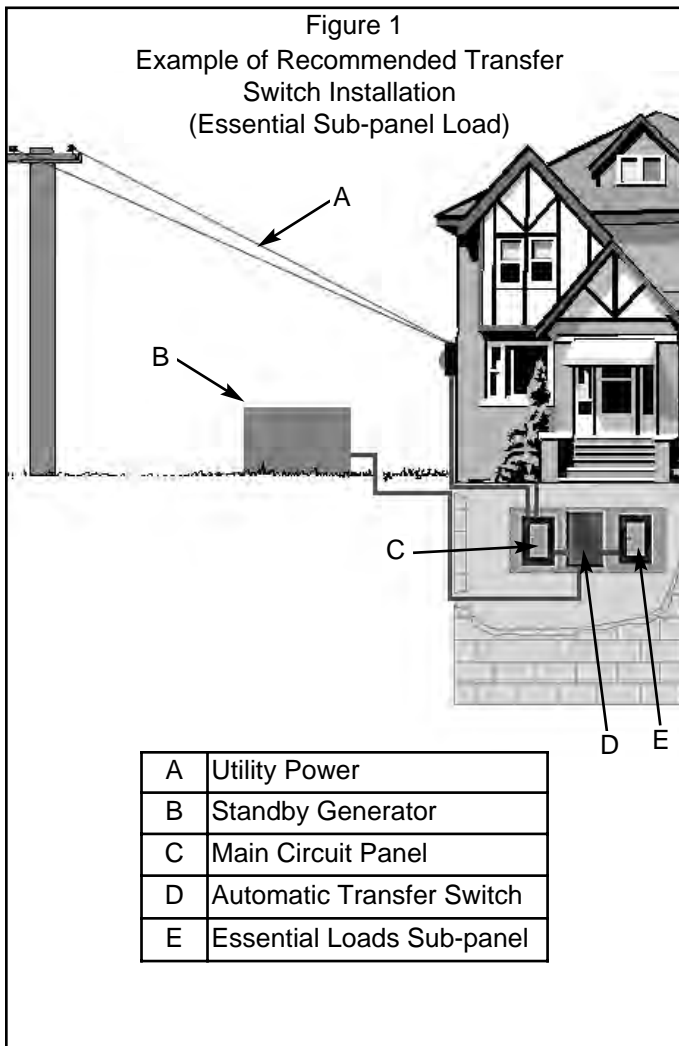 Figure 1
Example of Recommended Transfer
Switch Installation
(Essential Sub-panel Load)
A
B
C
D
E
A Utility Power
B Standby Generator
C Main Circuit Panel
D Automatic Transfer Switch
E Essential Loads Sub-panel